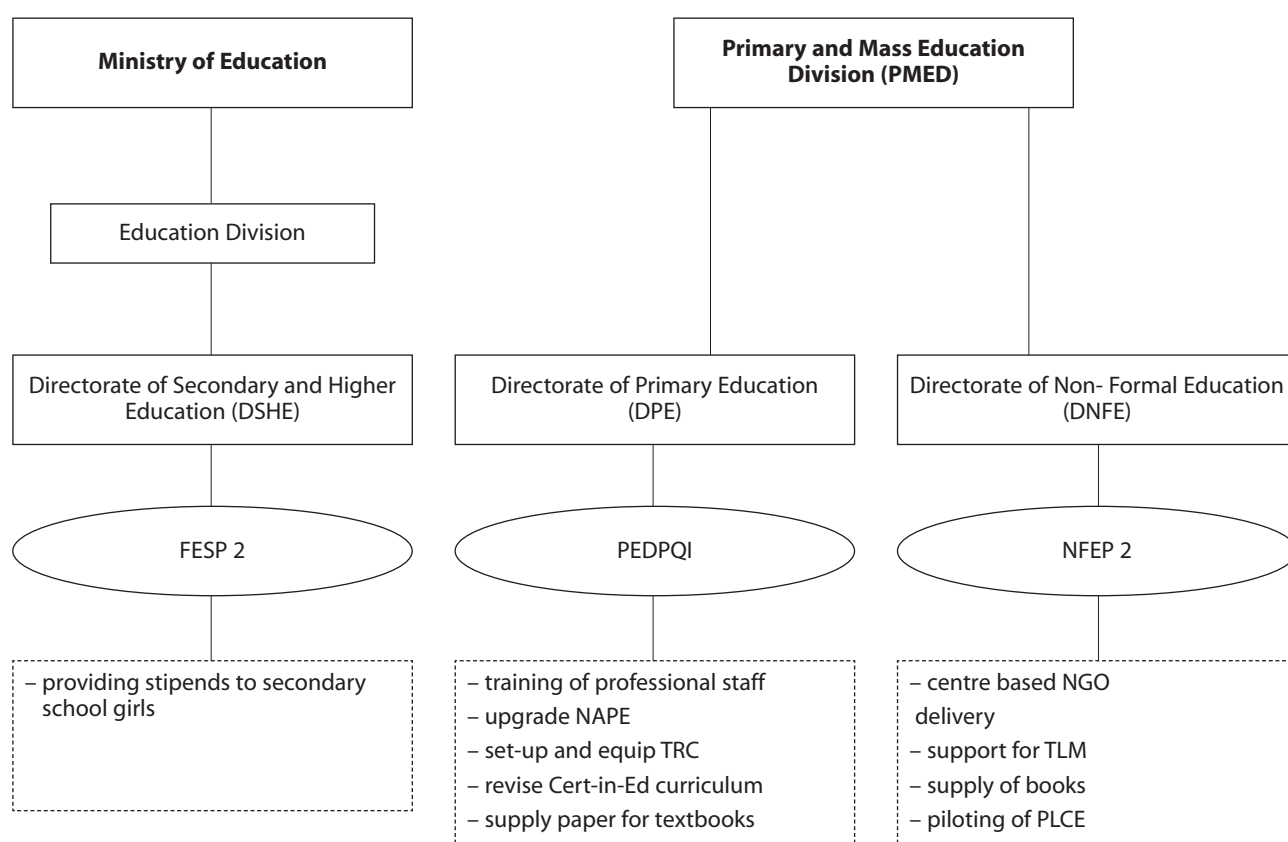 Ministry of Education
Primary and Mass Education
Division (PMED)
Education Division
Directorate of Secondary and Higher
Education (DSHE)
Directorate of Primary Education
(DPE)
Directorate of Non- Formal Education
(DNFE)
FESP 2
PEDPQI
NFEP 2
– providing stipends to secondary
school girls
– training of professional staff
– upgrade NAPE
– set-up and equip TRC
– revise Cert-in-Ed curriculum
– supply paper for textbooks
– centre based NGO
delivery
– support for TLM
– supply of books
– piloting of PLCE